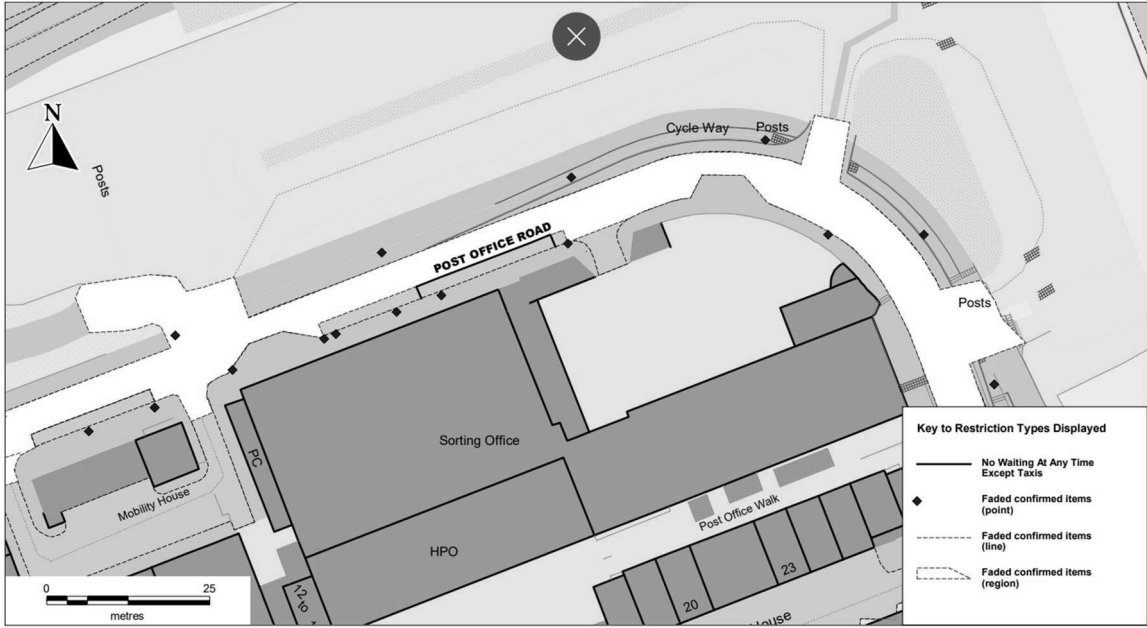 N
Posts
Cycle Way
Posts
POST OFFICE ROAD
Posts
Sorting Office
PC
Mobility House
HPO
Post Office Walk
12 to
20
23
House
0 25
metres
Key to Restriction Types Displayed
No Waiting At Any Time
Except Taxis
Faded confirmed items
(point)
Faded confirmed items
(line)
Faded confirmed items
(region)